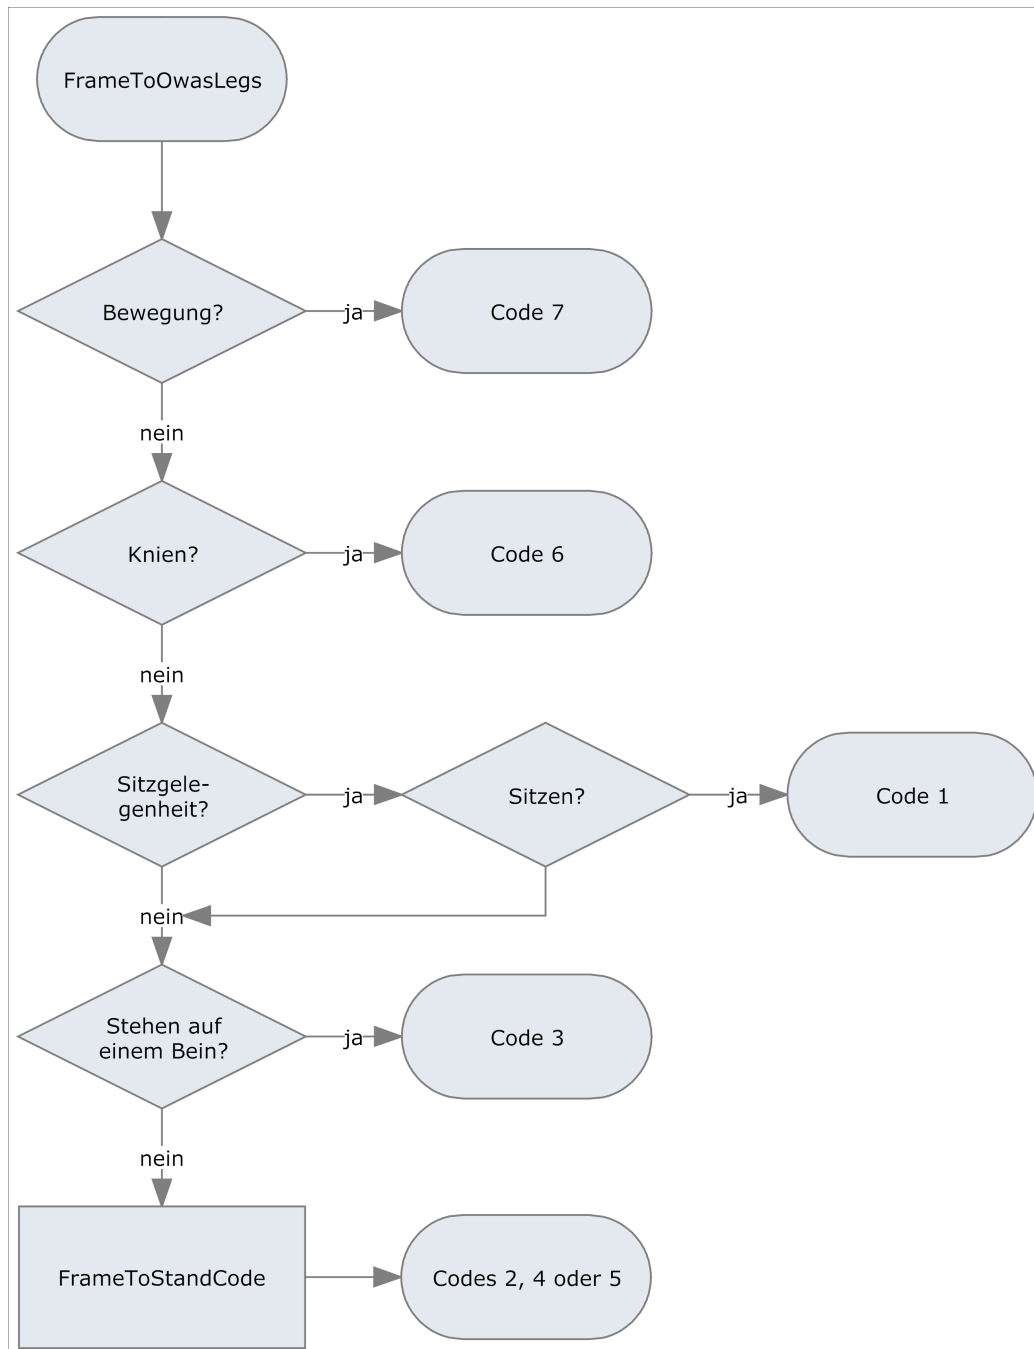 FrameToOwasLegs
Bewegung?
ja
Code 7
nein
Knien?
ja
Code 6
nein
Sitzgele-
genheit?
ja
Sitzen?
ja
Code 1
nein
Stehen auf
einem Bein?
ja
Code 3
nein
FrameToStandCode
Codes 2, 4 oder 5